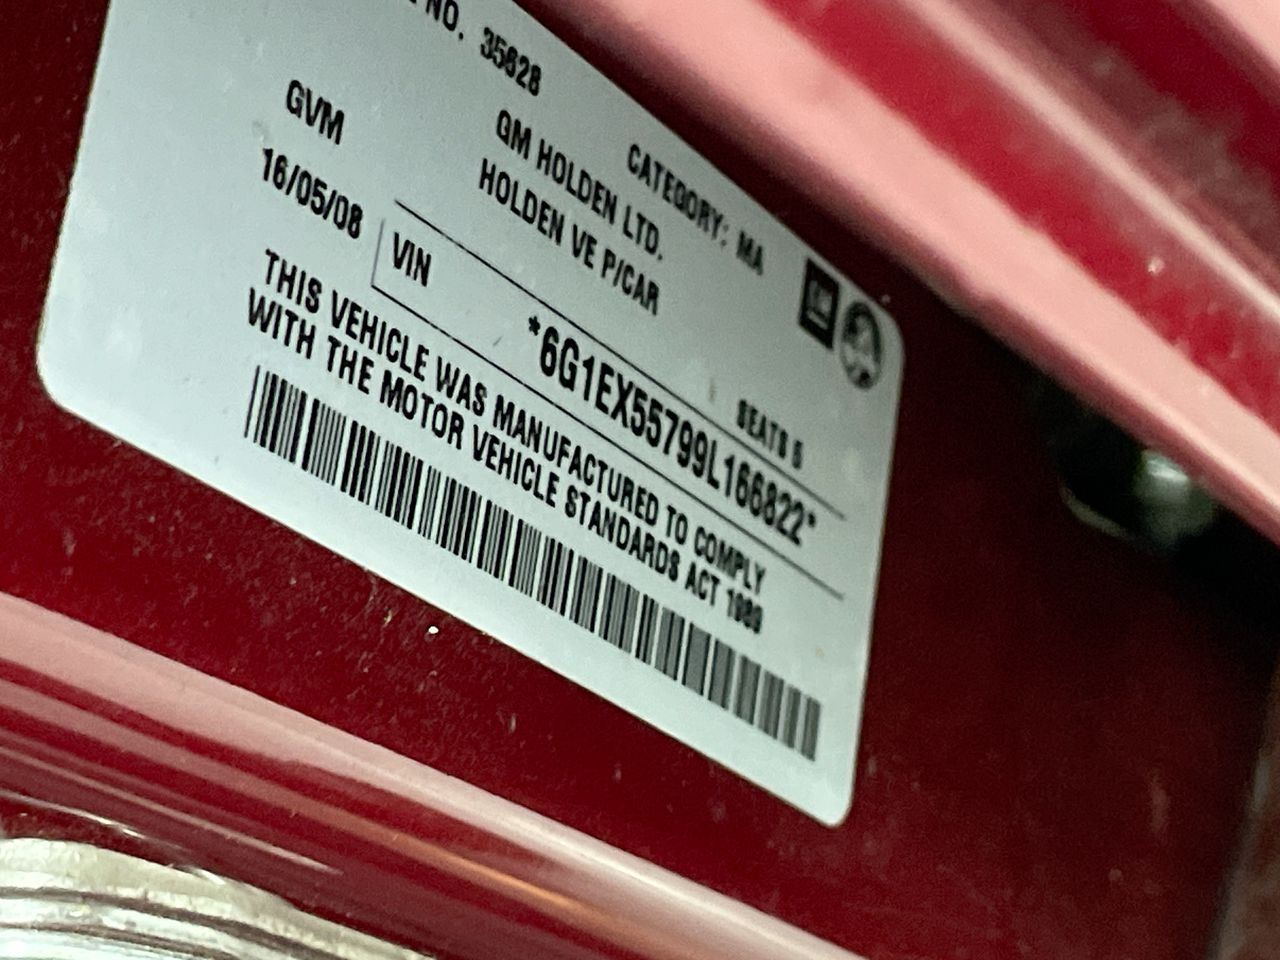 NO. 35628
CATEGORY: MA
GM HOLDEN LTD.
HOLDEN VE P/CAR
GVM
SEATS 5
16/05/08
VIN
*6G1EX55799L166822*
THIS VEHICLE WAS MANUFACTURED TO COMPLY
WITH THE MOTOR VEHICLE STANDARDS ACT 1989